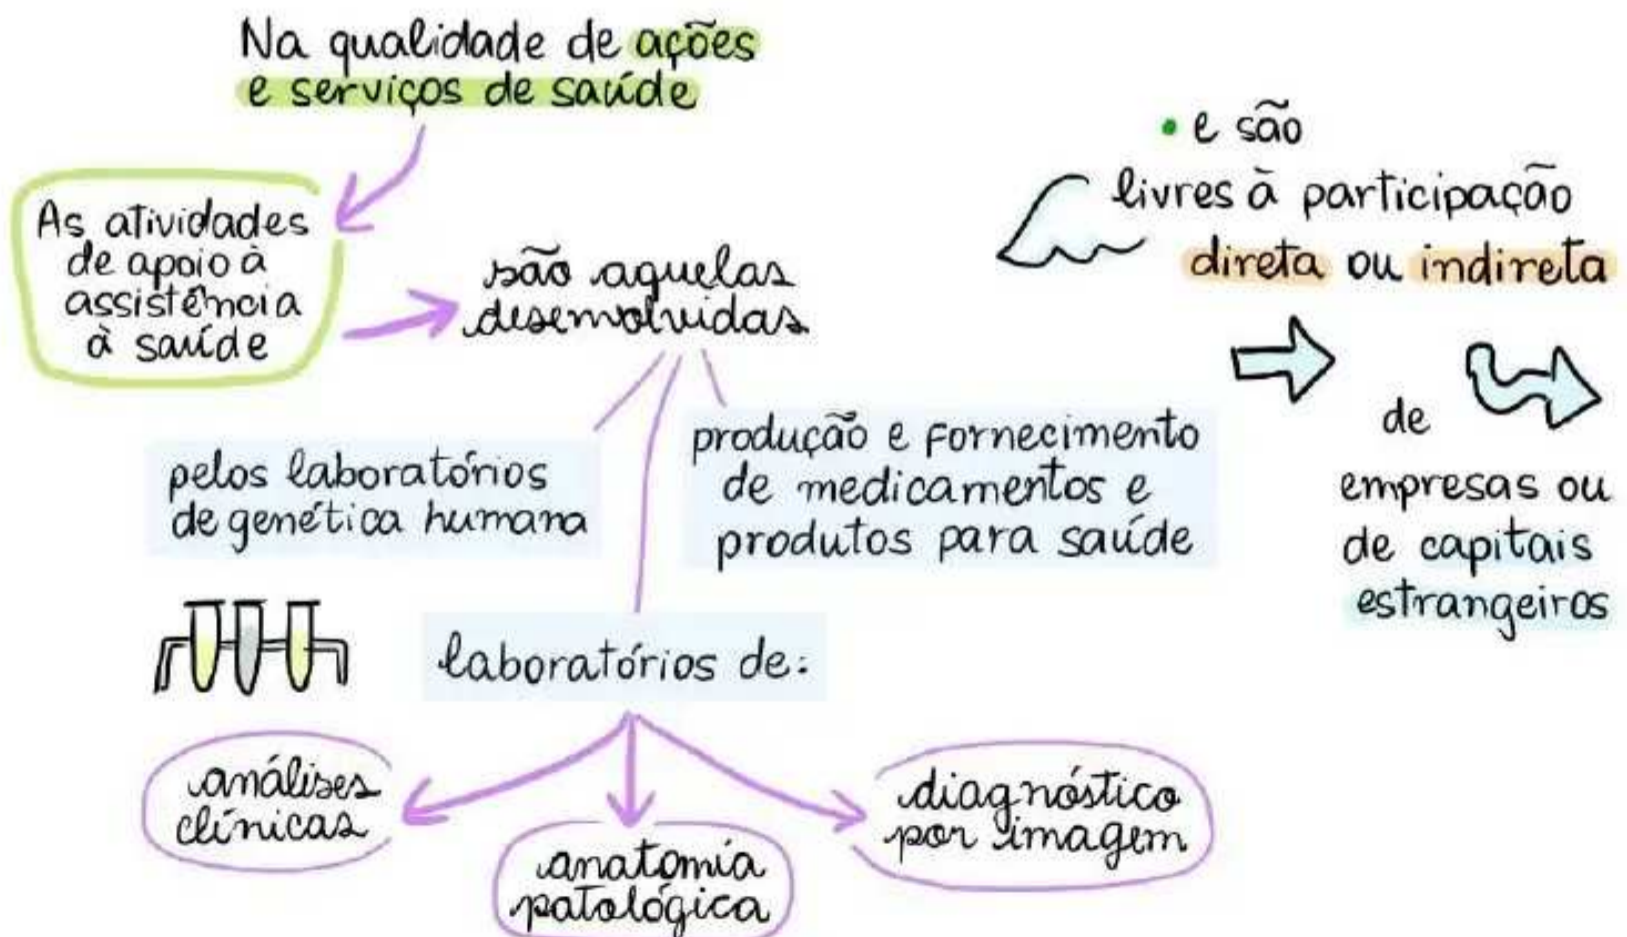 Na qualidade de ações
e serviços de saúde
As atividades
de apoio à
assistência
à saúde
são aquelas
desenvolvidas
pelos laboratórios
de genética humana
produção e fornecimento
de medicamentos e
produtos para saúde
laboratórios de:
análises
clínicas
anatomia
patológica
diagnóstico
por imagem
• e são
livres à participação
direta ou indireta
de
empresas ou
de capitais
estrangeiros